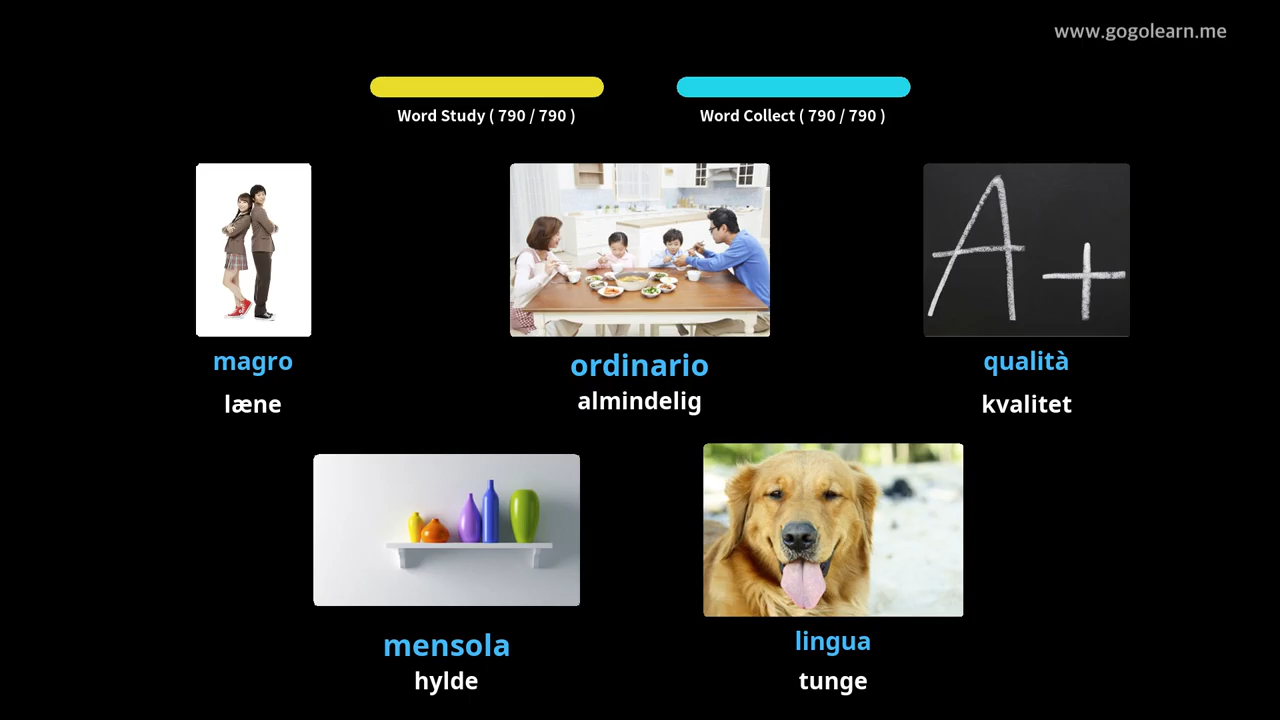 www.gogolearn.me
Word Study ( 790 / 790 )
Word Collect ( 790 / 790 )
A+
magro
ordinario
qualità
læne
almindelig
kvalitet
mensola
lingua
hylde
tunge